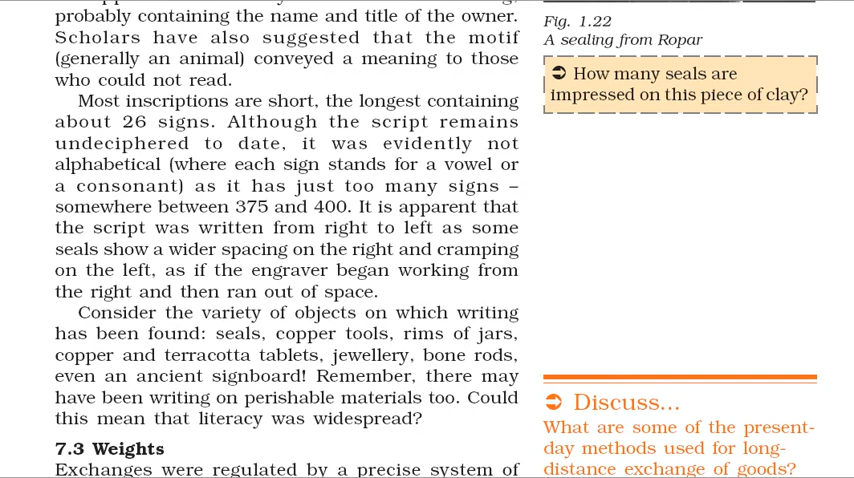 probably containing the name and title of the owner.
Scholars have also suggested that the motif
(generally an animal) conveyed a meaning to those
who could not read.
Most inscriptions are short, the longest containing
about 26 signs. Although the script remains
undeciphered to date, it was evidently not
alphabetical (where each sign stands for a vowel or
a consonant) as it has just too many signs –
somewhere between 375 and 400. It is apparent that
the script was written from right to left as some
seals show a wider spacing on the right and cramping
on the left, as if the engraver began working from
the right and then ran out of space.
Consider the variety of objects on which writing
has been found: seals, copper tools, rims of jars,
copper and terracotta tablets, jewellery, bone rods,
even an ancient signboard! Remember, there may
have been writing on perishable materials too. Could
this mean that literacy was widespread?
7.3 Weights
Exchanges were regulated by a precise system of
Fig. 1.22
A sealing from Ropar
➲ How many seals are
impressed on this piece of clay?
➲ Discuss...
What are some of the present-
day methods used for long-
distance exchange of goods?